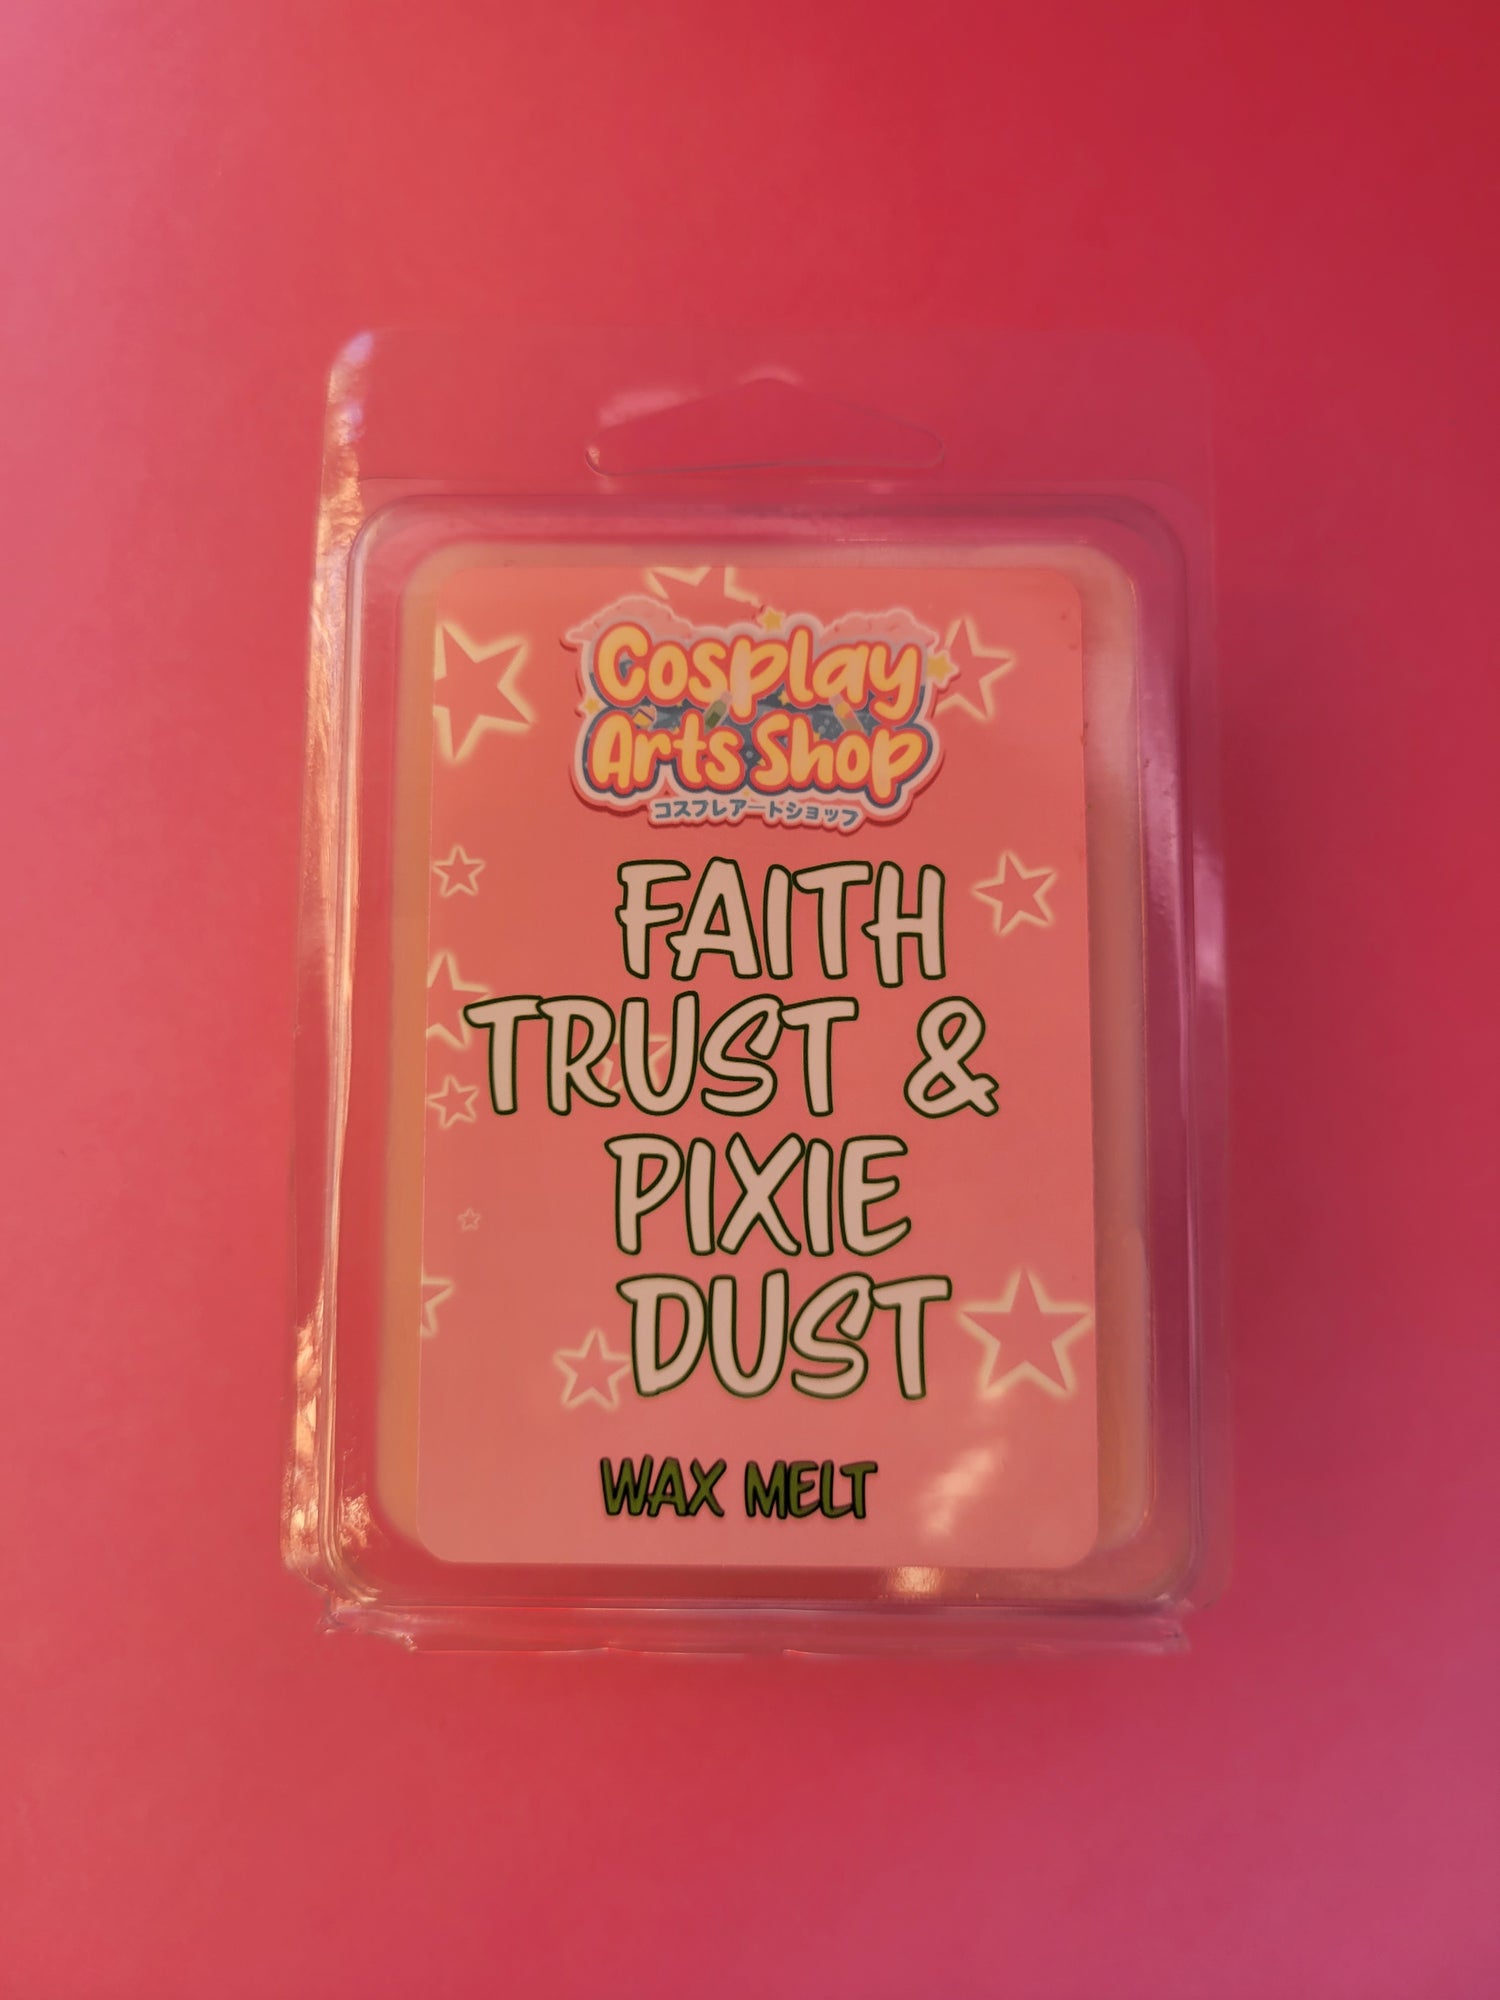 Cosplay
Arts Shop
コスプレアートショップ
FAITH
TRUST &
PIXIE
DUST
WAX MELT